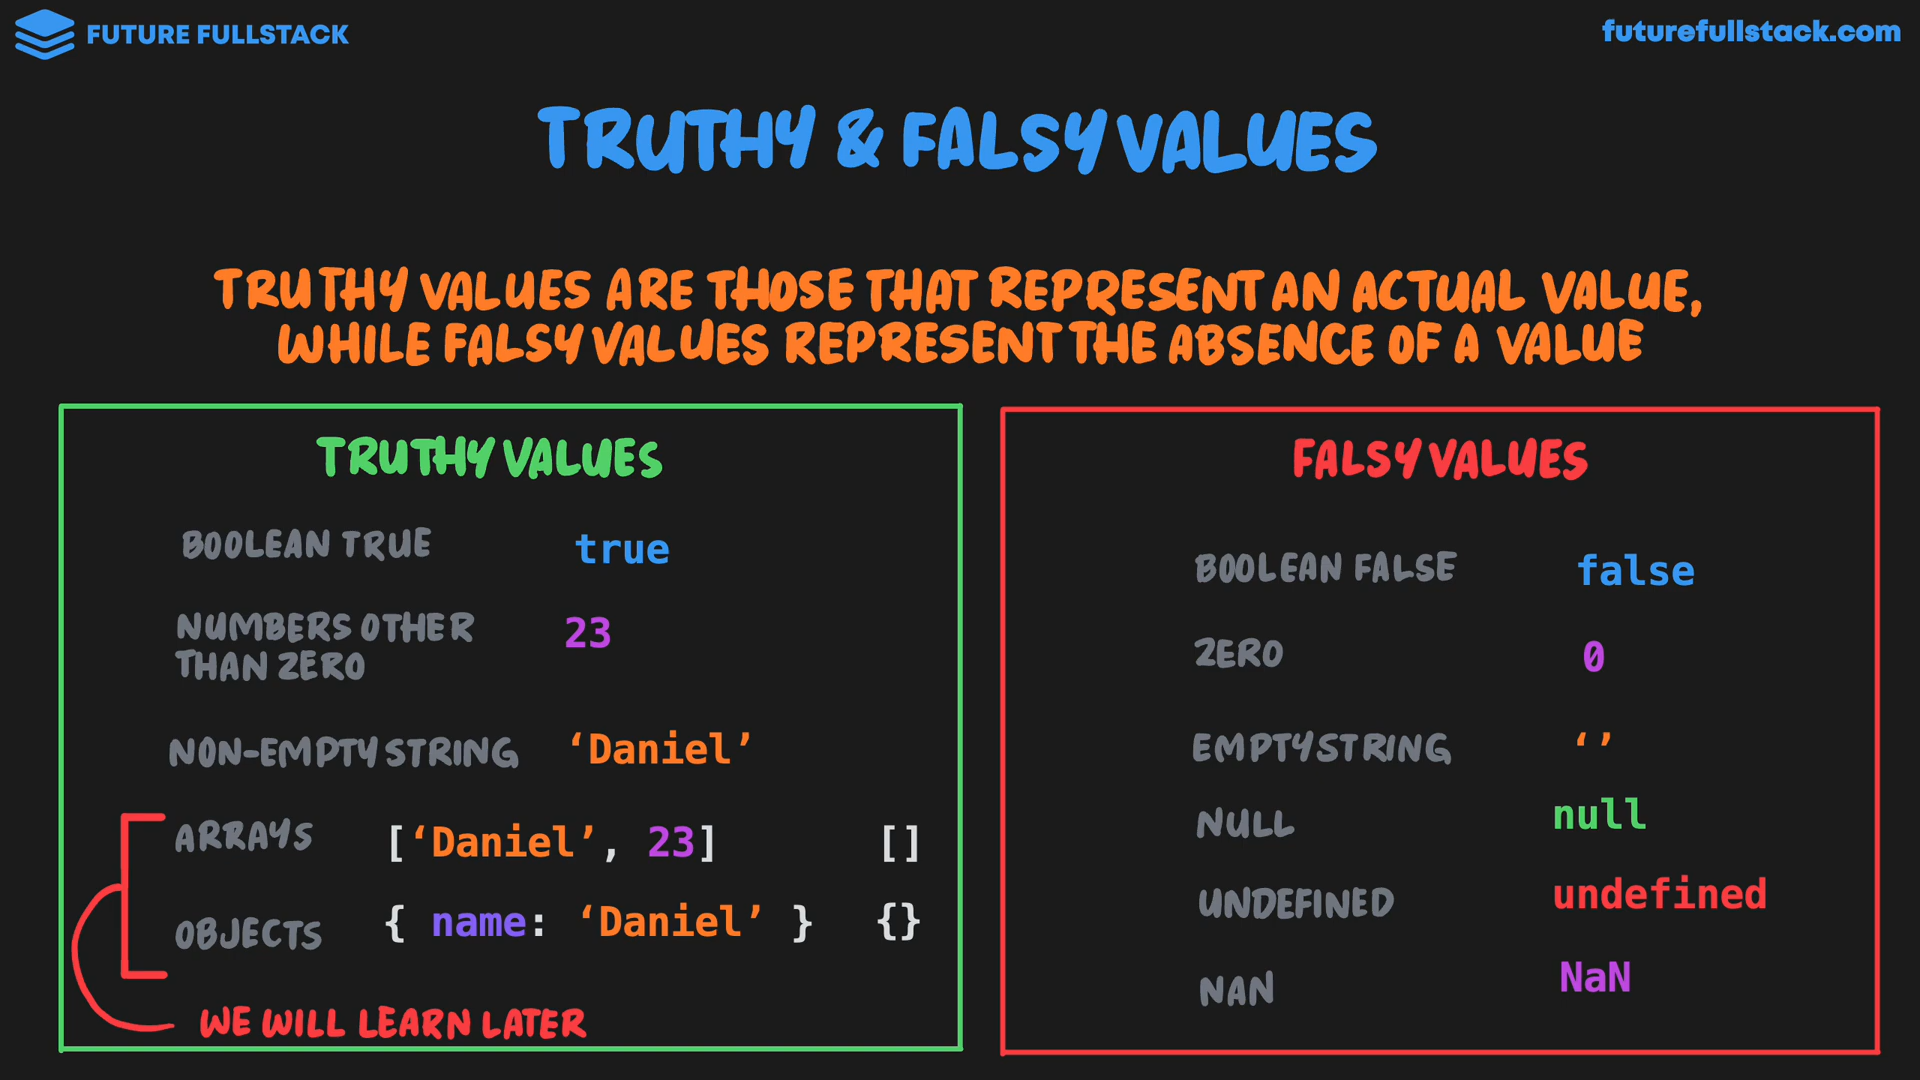 FUTURE FULLSTACK
futurefullstack.com
TRUTHY & FALSY VALUES
TRUTHY VALUES ARE THOSE THAT REPRESENT AN ACTUAL VALUE,
WHILE FALSY VALUES REPRESENT THE ABSENCE OF A VALUE
TRUTHY VALUES
BOOLEAN TRUE true
NUMBERS OTHER
THAN ZERO 23
NON-EMPTY STRING ‘Daniel’
ARRAYS [‘Daniel’, 23] []
OBJECTS { name: ‘Daniel’ } {}
WE WILL LEARN LATER
FALSY VALUES
BOOLEAN FALSE false
ZERO 0
EMPTY STRING ‘’
NULL null
UNDEFINED undefined
NAN NaN